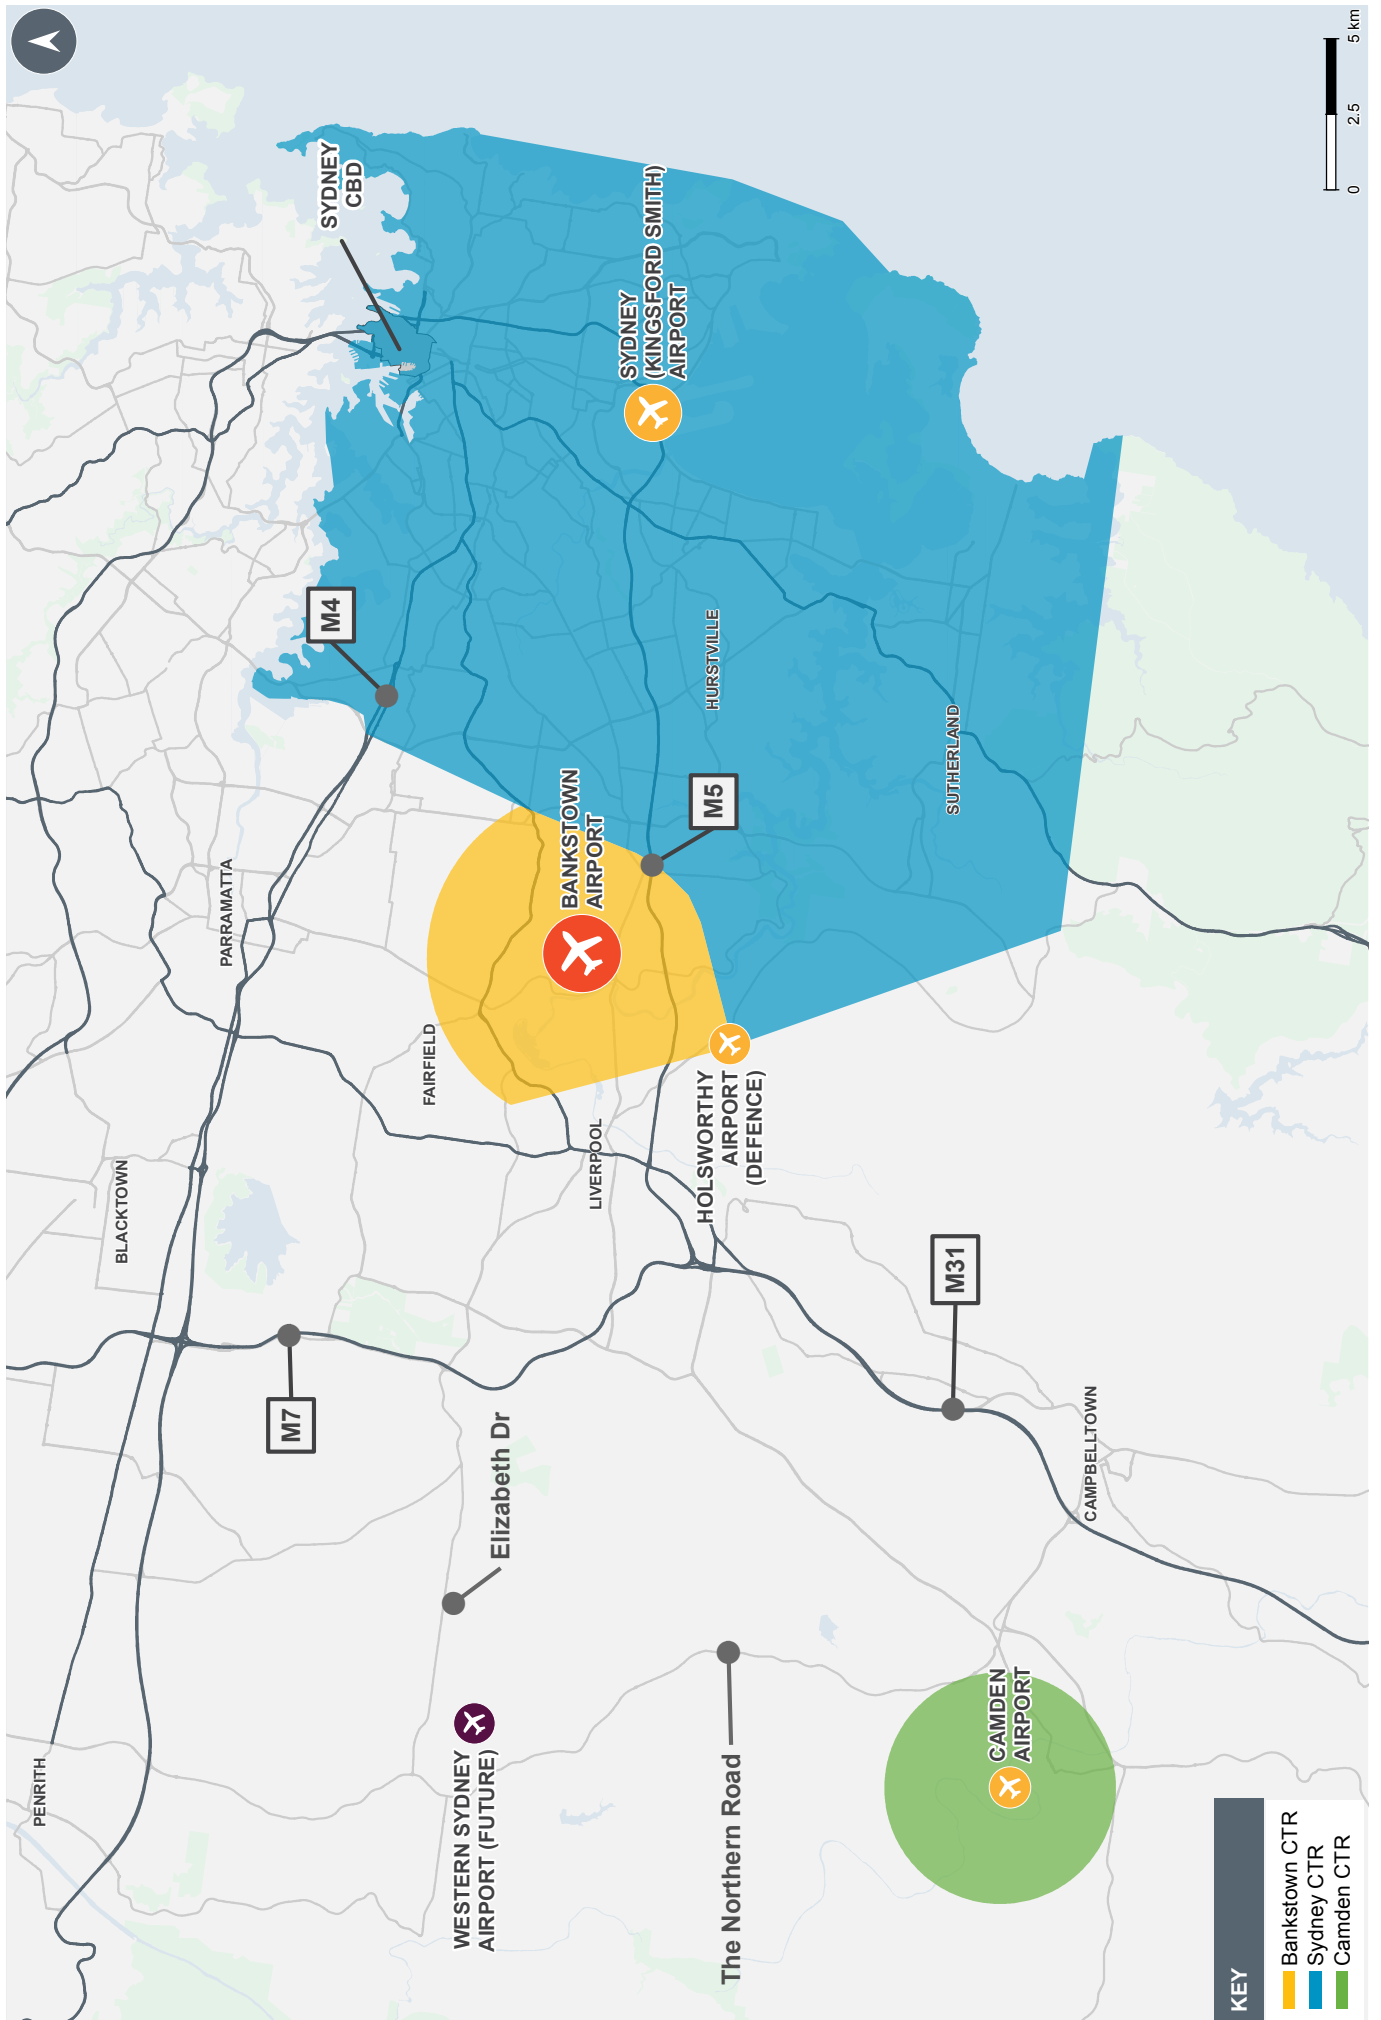 PENRITH
BLACKTOWN
PARRAMATTA
M7
M4
SYDNEY
CBD
FAIRFIELD
Elizabeth Dr
WESTERN SYDNEY
AIRPORT (FUTURE)
LIVERPOOL
BANKSTOWN
AIRPORT
SYDNEY
(KINGSFORD SMITH)
AIRPORT
M5
HURSTVILLE
HOLSWORTHY
AIRPORT
(DEFENCE)
The Northern Road
M31
SUTHERLAND
CAMDEN
AIRPORT
CAMPBELLTOWN
KEY
Bankstown CTR
Sydney CTR
Camden CTR
0 2.5 5 km